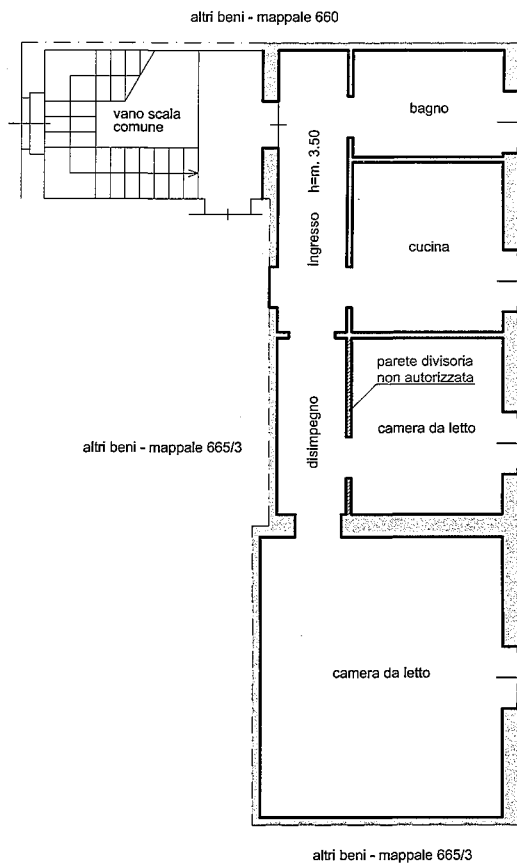 altri beni - mappale 660
vano scala
comune
bagno
ingresso h=m. 3.50
cucina
parete divisoria
non autorizzata
disimpegno
camera da letto
altri beni - mappale 665/3
camera da letto
altri beni - mappale 665/3